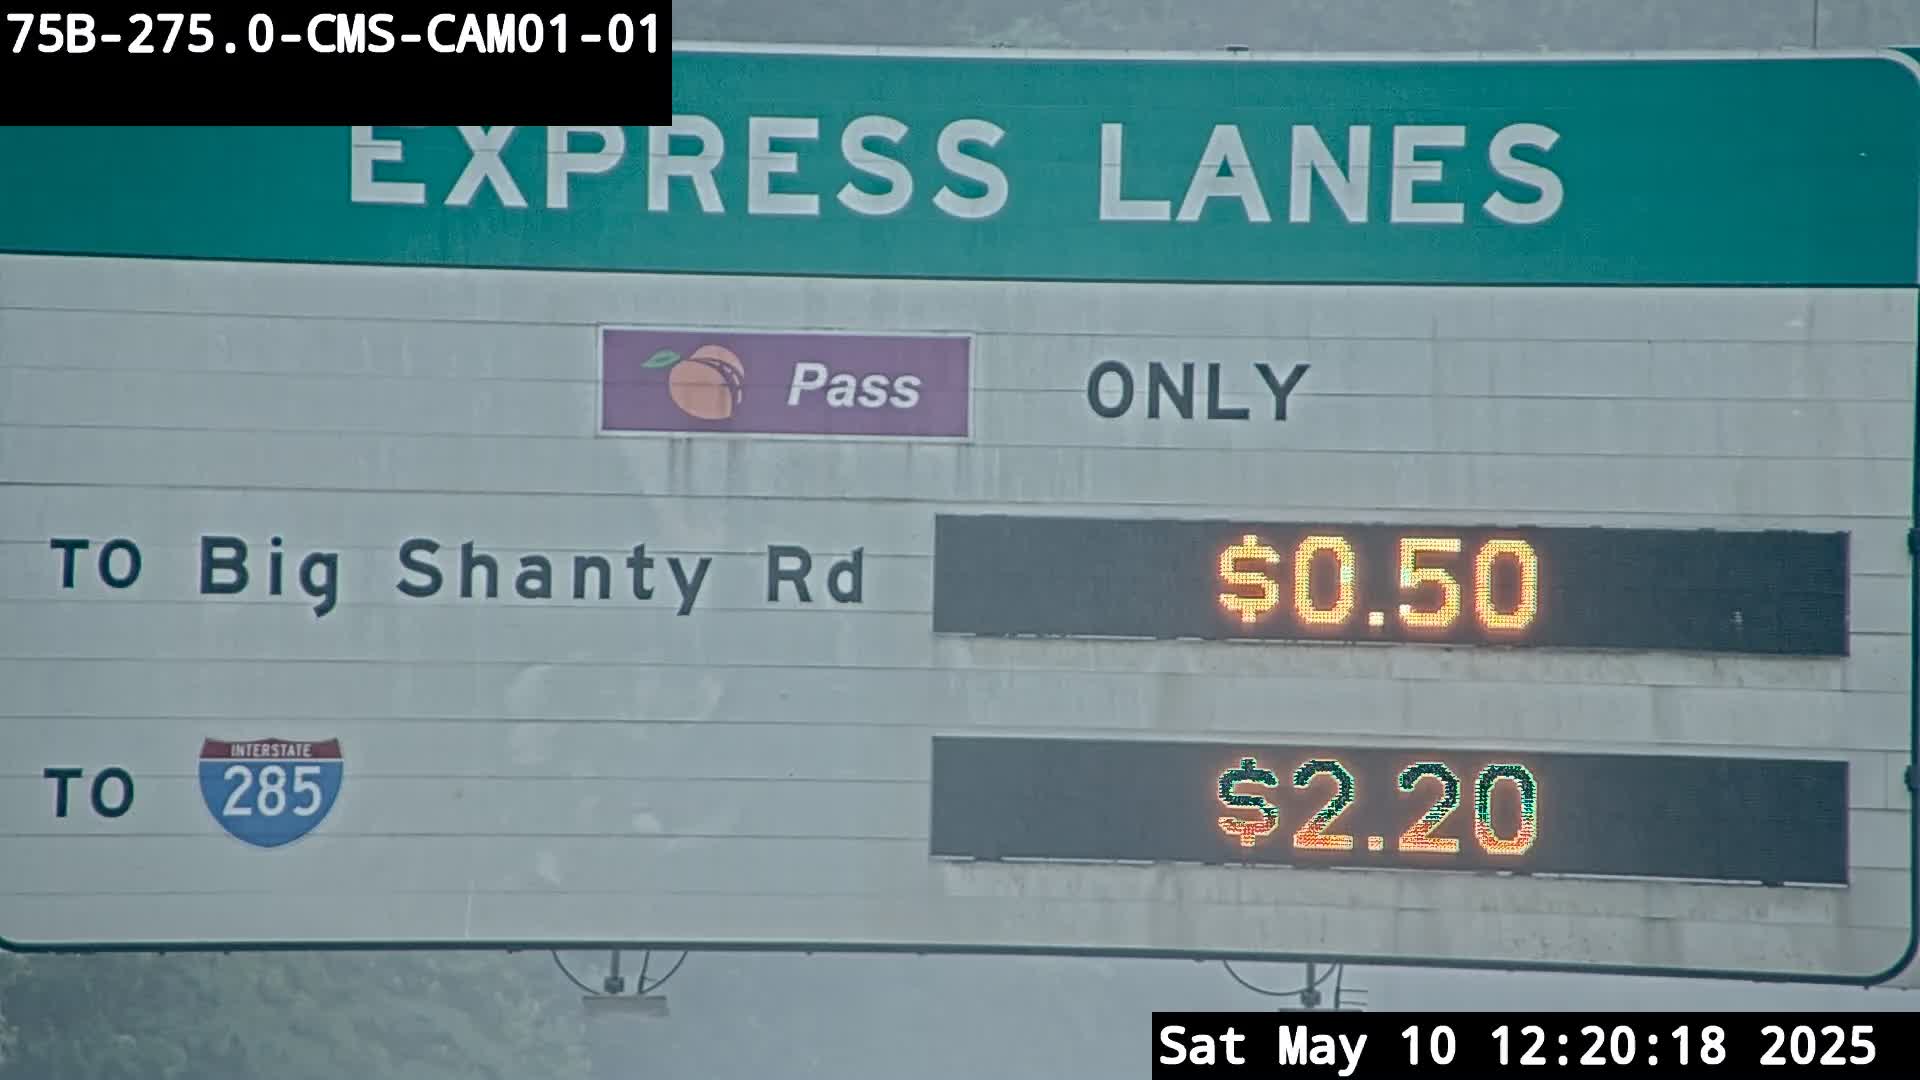 75B-275.0-CMS-CAM01-01
EXPRESS LANES
Pass ONLY
TO Big Shanty Rd $0.50
TO INTERSTATE 285 $2.20
Sat May 10 12:20:18 2025